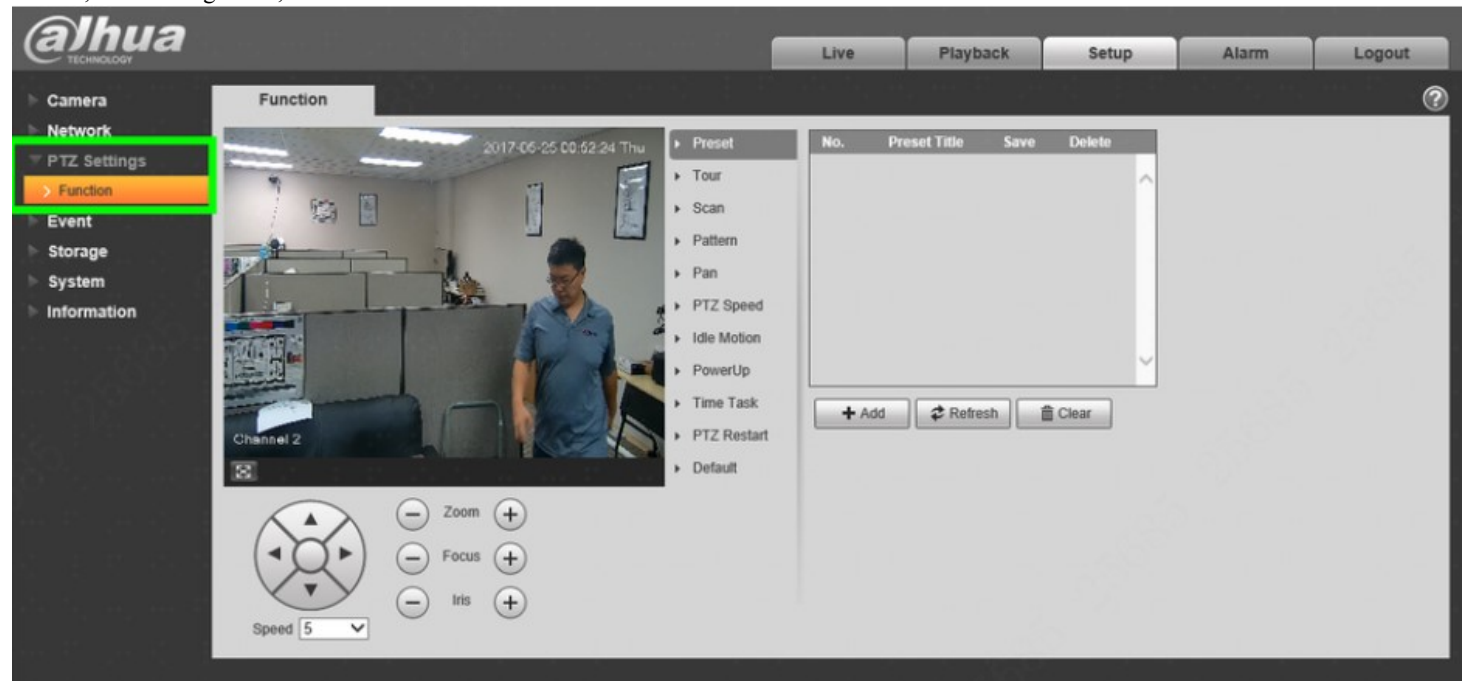 alhua
TECHNOLOGY
Live Playback Setup Alarm Logout
Camera
Network
PTZ Settings
Function
Event
Storage
System
Information
Function
?
2017-05-25 00:52:24 Thu
Channel 2
Preset
Tour
Scan
Pattern
Pan
PTZ Speed
Idle Motion
PowerUp
Time Task
PTZ Restart
Default
No. Preset Title Save Delete
Add Refresh Clear
Zoom
Focus
Iris
Speed 5